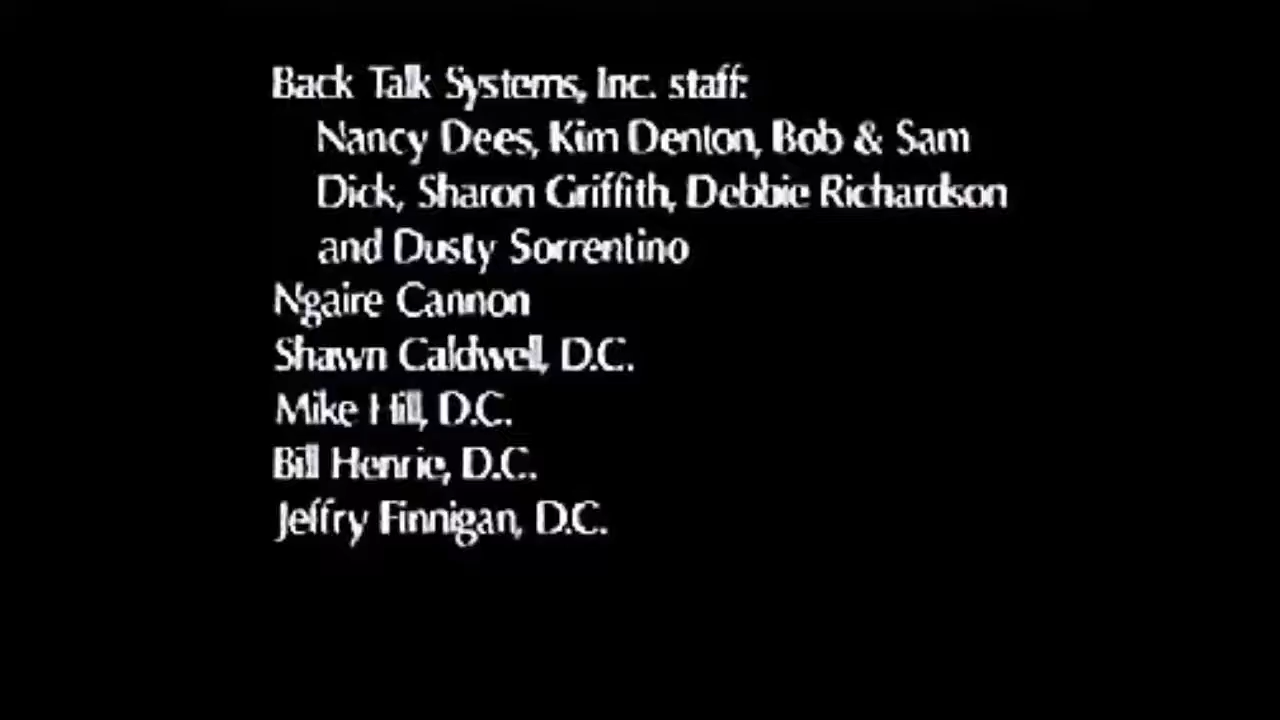 Back Talk Systems, Inc. staff:
Nancy Dees, Kim Denton, Bob & Sam
Dick, Sharon Griffith, Debbie Richardson
and Dusty Sorrentino
Ngaire Cannon
Shawn Caldwell, D.C.
Mike Hill, D.C.
Bill Henrie, D.C.
Jeffry Finnigan, D.C.